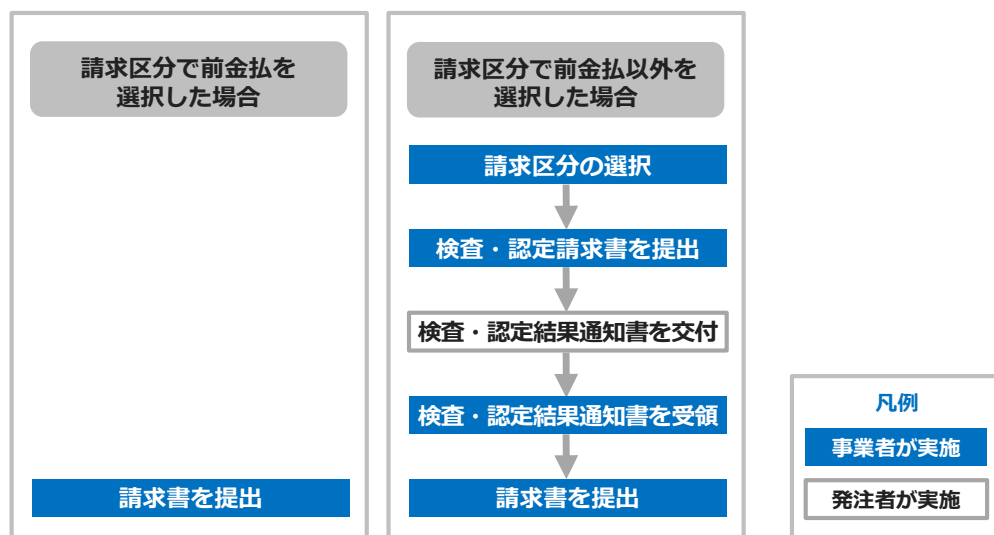 請求区分で前金払を
選択した場合
請求書を提出
請求区分で前金払以外を
選択した場合
請求区分の選択
検査・認定請求書を提出
検査・認定結果通知書を交付
検査・認定結果通知書を受領
請求書を提出
凡例
事業者が実施
発注者が実施